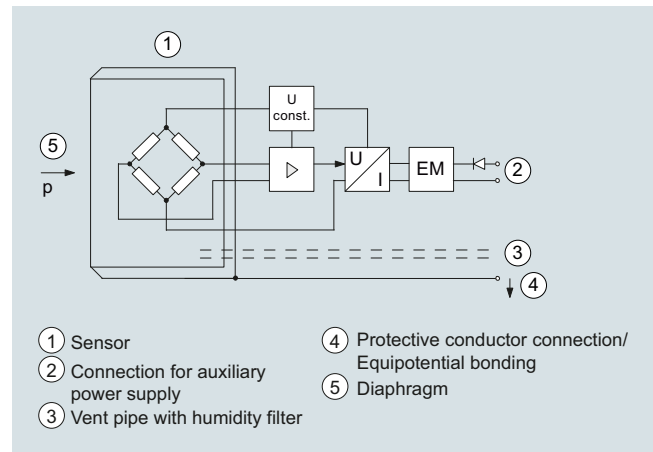 1
U
const.
5
p
U
I
EM
2
3
4
1 Sensor
2 Connection for auxiliary
power supply
3 Vent pipe with humidity filter
4 Protective conductor connection/
Equipotential bonding
5 Diaphragm